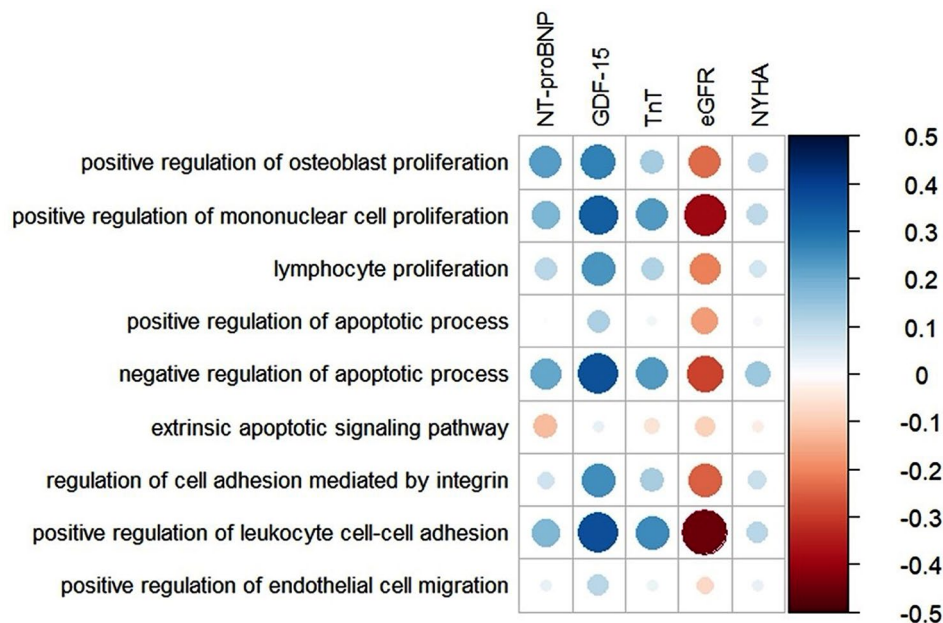 NT-proBNP
GDF-15
TnT
eGFR
NYHA
positive regulation of osteoblast proliferation
positive regulation of mononuclear cell proliferation
lymphocyte proliferation
positive regulation of apoptotic process
negative regulation of apoptotic process
extrinsic apoptotic signaling pathway
regulation of cell adhesion mediated by integrin
positive regulation of leukocyte cell-cell adhesion
positive regulation of endothelial cell migration
0.5
0.4
0.3
0.2
0.1
0
-0.1
-0.2
-0.3
-0.4
-0.5